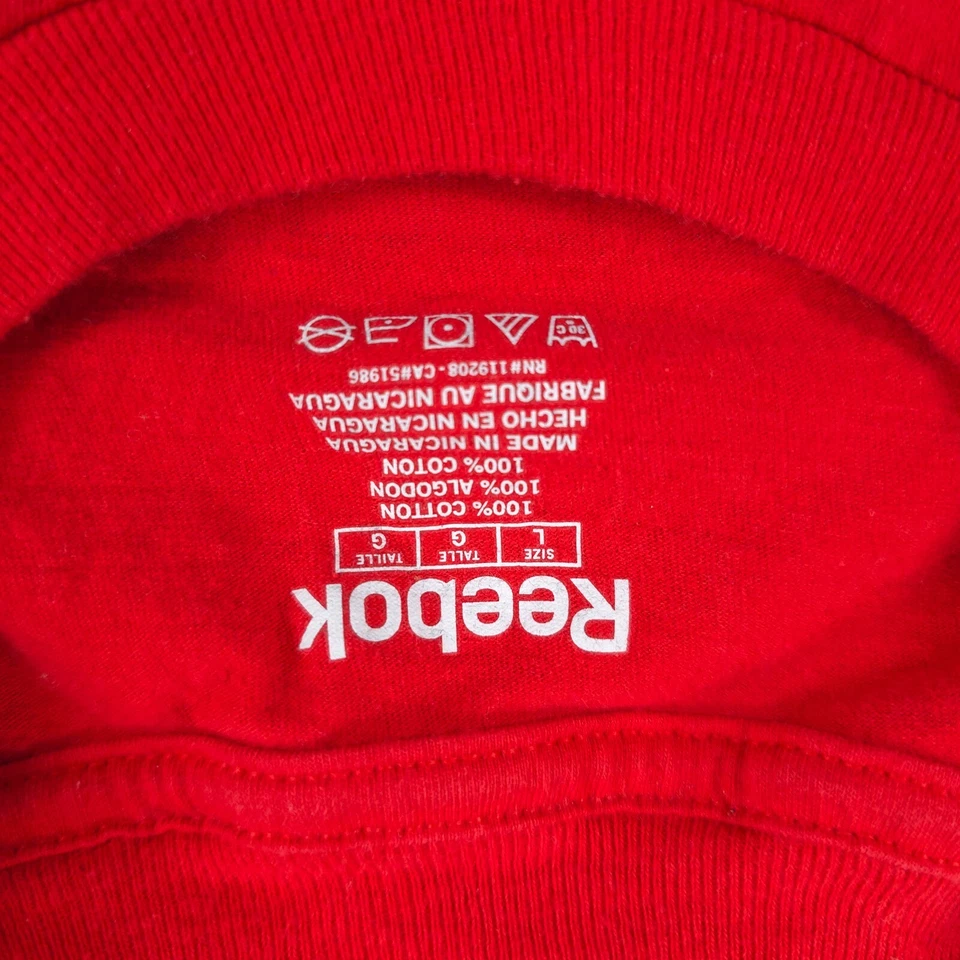 Reebok
SIZE TALLE TAILLE
L G G
100% COTTON
100% ALGODON
100% COTON
MADE IN NICARAGUA
HECHO EN NICARAGUA
FABRIQUE AU NICARAGUA
RN#119208 - CA#51986
30 C